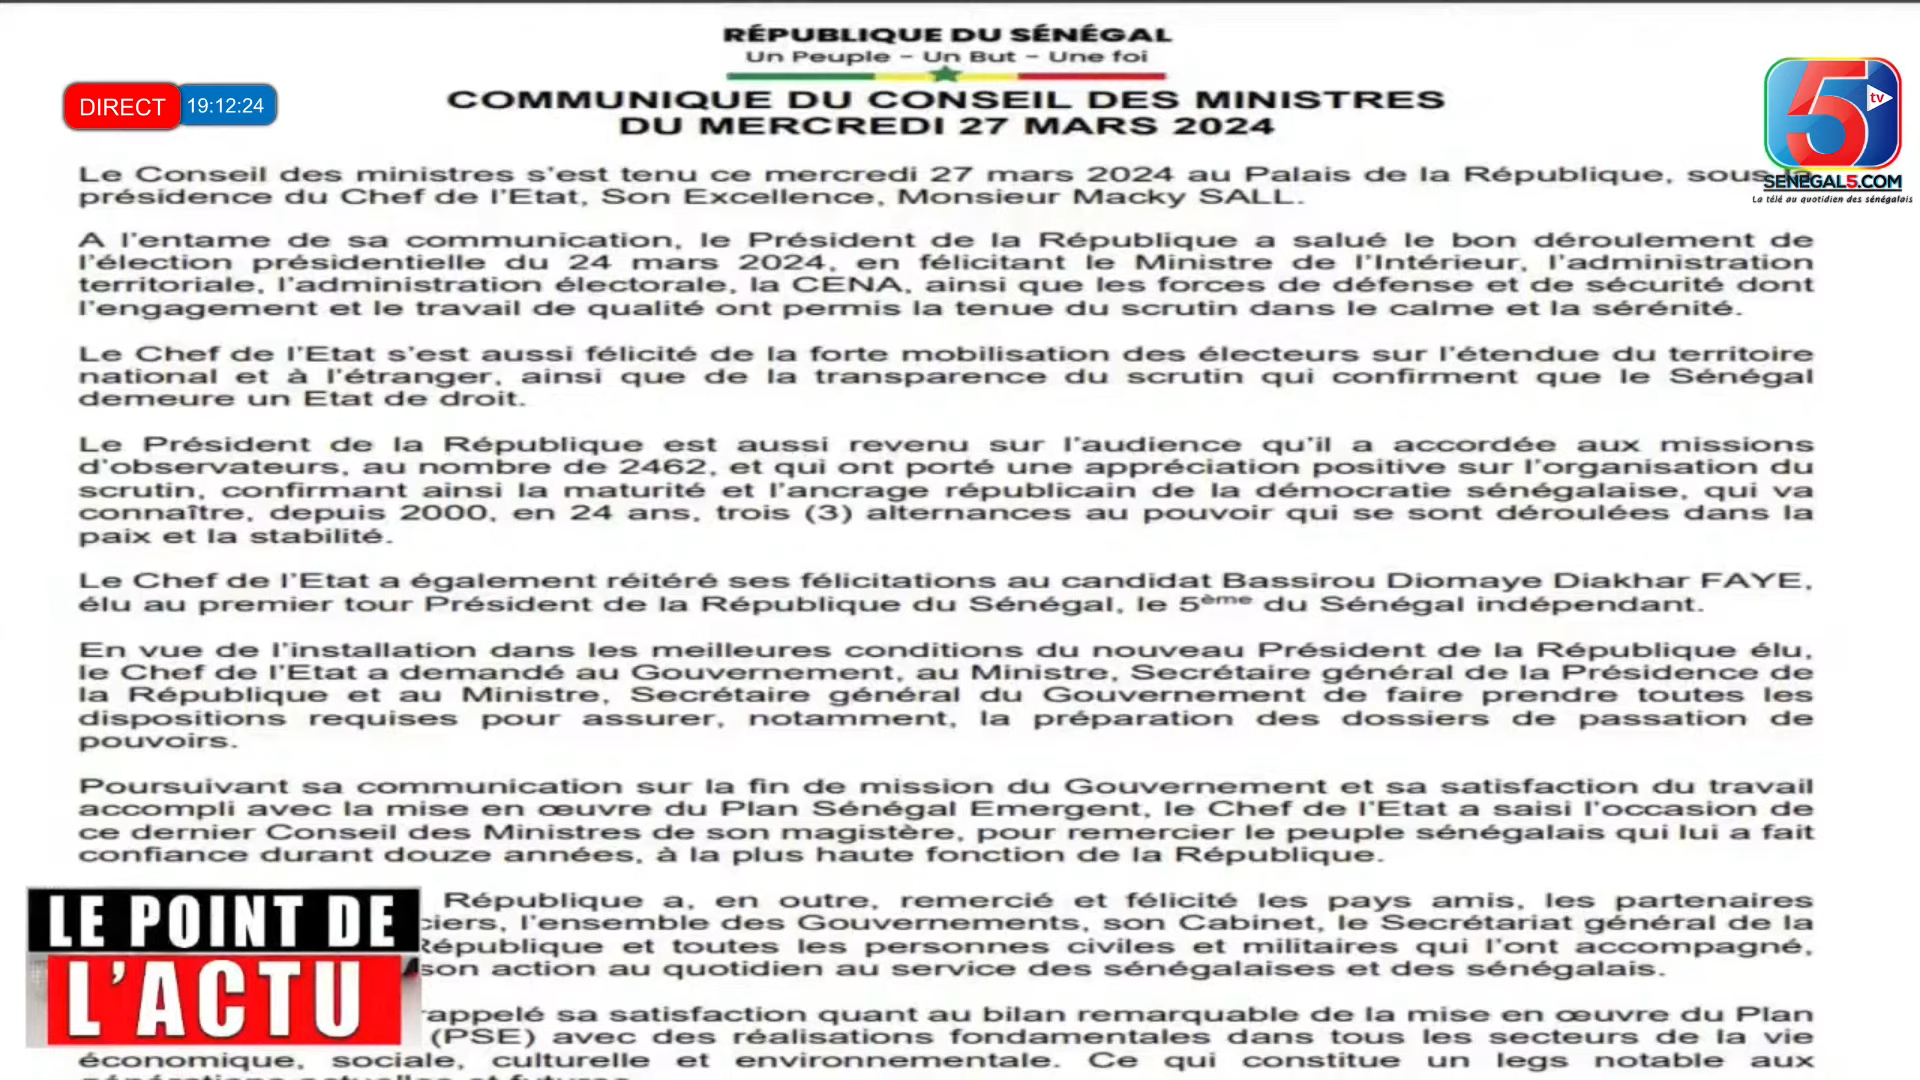 RÉPUBLIQUE DU SÉNÉGAL
Un Peuple – Un But – Une foi
DIRECT 19:12:24
5 tv
SENEGAL5.COM
La télé au quotidien des sénégalais
COMMUNIQUE DU CONSEIL DES MINISTRES
DU MERCREDI 27 MARS 2024
Le Conseil des ministres s’est tenu ce mercredi 27 mars 2024 au Palais de la République, sous
présidence du Chef de l’Etat, Son Excellence, Monsieur Macky SALL.
A l’entame de sa communication, le Président de la République a salué le bon déroulement de
l’élection présidentielle du 24 mars 2024, en félicitant le Ministre de l’Intérieur, l’administration
territoriale, l’administration électorale, la CENA, ainsi que les forces de défense et de sécurité dont
l’engagement et le travail de qualité ont permis la tenue du scrutin dans le calme et la sérénité.
Le Chef de l’Etat s’est aussi félicité de la forte mobilisation des électeurs sur l’étendue du territoire
national et à l’étranger, ainsi que de la transparence du scrutin qui confirment que le Sénégal
demeure un Etat de droit.
Le Président de la République est aussi revenu sur l’audience qu’il a accordée aux missions
d’observateurs, au nombre de 2462, et qui ont porté une appréciation positive sur l’organisation du
scrutin, confirmant ainsi la maturité et l’ancrage républicain de la démocratie sénégalaise, qui va
connaître, depuis 2000, en 24 ans, trois (3) alternances au pouvoir qui se sont déroulées dans la
paix et la stabilité.
Le Chef de l’Etat a également réitéré ses félicitations au candidat Bassirou Diomaye Diakhar FAYE,
élu au premier tour Président de la République du Sénégal, le 5ème du Sénégal indépendant.
En vue de l’installation dans les meilleures conditions du nouveau Président de la République élu,
le Chef de l’Etat a demandé au Gouvernement, au Ministre, Secrétaire général de la Présidence de
la République et au Ministre, Secrétaire général du Gouvernement de faire prendre toutes les
dispositions requises pour assurer, notamment, la préparation des dossiers de passation de
pouvoirs.
Poursuivant sa communication sur la fin de mission du Gouvernement et sa satisfaction du travail
accompli avec la mise en œuvre du Plan Sénégal Emergent, le Chef de l’Etat a saisi l’occasion de
ce dernier Conseil des Ministres de son magistère, pour remercier le peuple sénégalais qui lui a fait
confiance durant douze années, à la plus haute fonction de la République.
République a, en outre, remercié et félicité les pays amis, les partenaires
ciers, l’ensemble des Gouvernements, son Cabinet, le Secrétariat général de la
République et toutes les personnes civiles et militaires qui l’ont accompagné,
son action au quotidien au service des sénégalaises et des sénégalais.
rappelé sa satisfaction quant au bilan remarquable de la mise en œuvre du Plan
(PSE) avec des réalisations fondamentales dans tous les secteurs de la vie
économique, sociale, culturelle et environnementale. Ce qui constitue un legs notable aux
LE POINT DE
L’ACTU